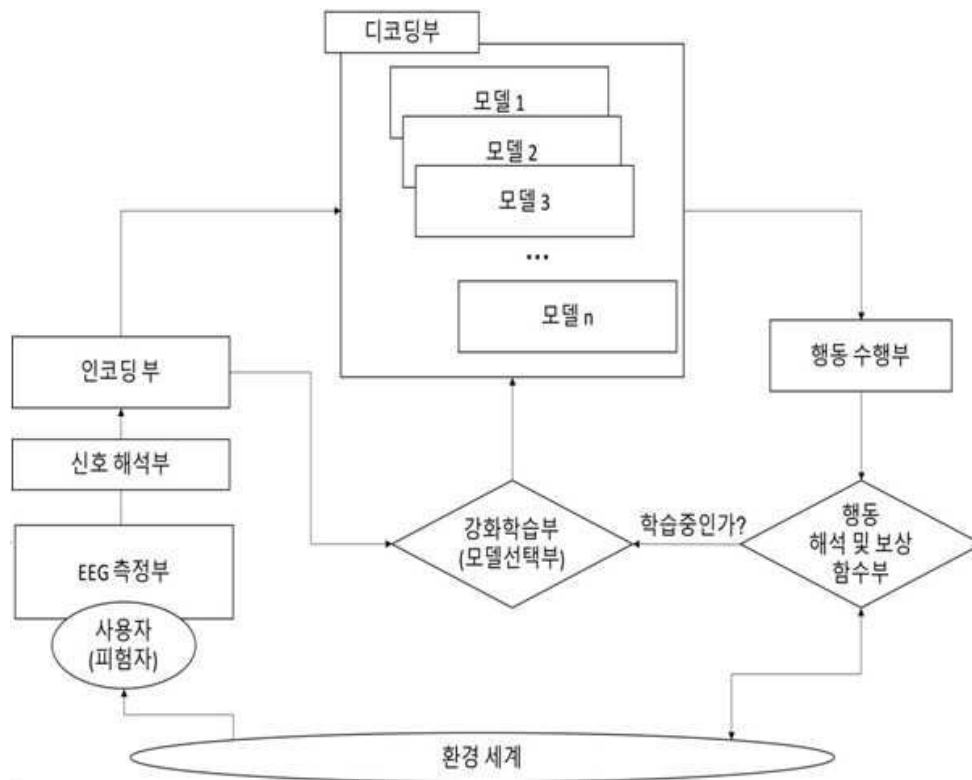 디코딩부
모델 1
모델 2
모델 3
...
모델 n
인코딩 부
행동 수행부
신호 해석부
강화학습부
(모델선택부)
학습중인가?
행동
해석 및 보상
함수부
EEG 측정부
사용자
(피험자)
환경 세계